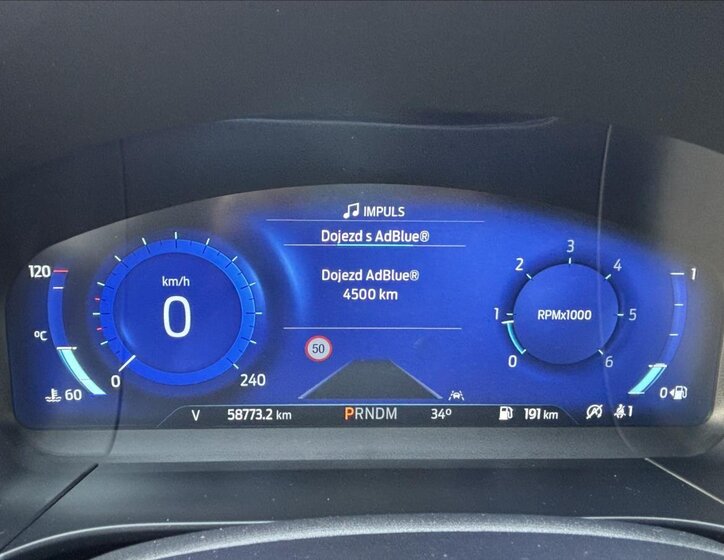 IMPULS
Dojezd s AdBlue®
Dojezd AdBlue®
4500 km
120
°C
60
km/h
0
0
240
50
0
1
2
3
4
5
6
RPMx1000
1
0
V 58773.2 km PRNDM 34° 191 km 1